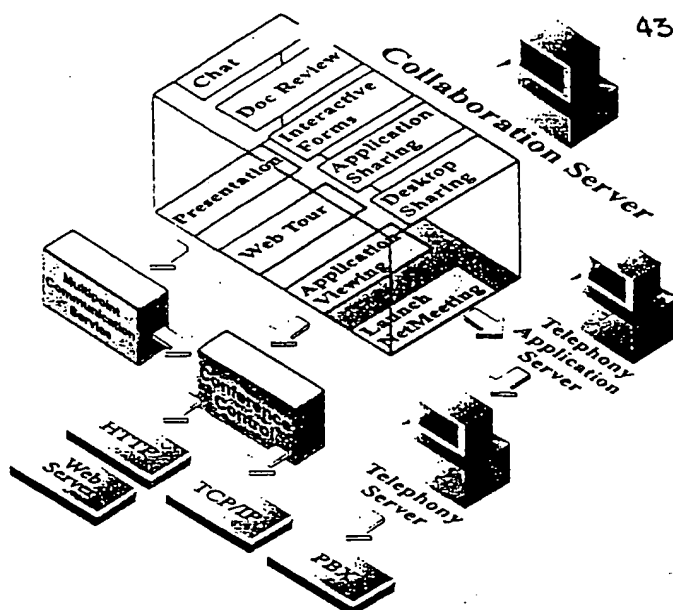 43
Collaboration Server
Chat
Doc Review
Interactive
Forms
Application
Sharing
Desktop
Sharing
Presentation
Web Tour
Application
Viewing
Launch
NetMeeting
Multipoint
Communication
Service
Conference
Control
Telephony
Application
Server
Telephony
Server
HTTP
Web
Server
TCP/IP
PBX